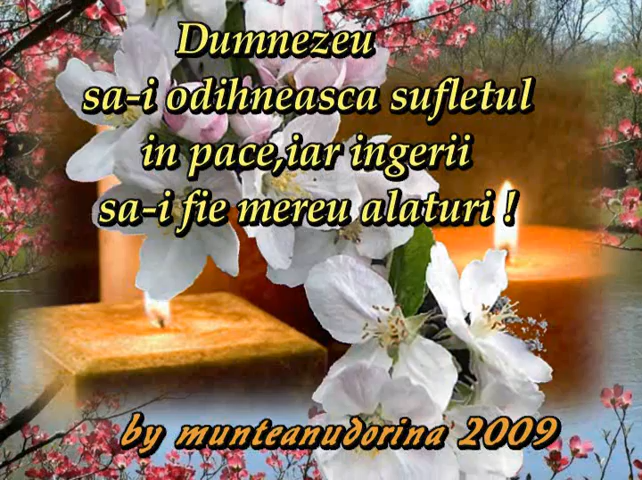 Dumnezeu
sa-i odihneasca sufletul
in pace,iar ingerii
sa-i fie mereu alaturi !
by munteanudorina 2009